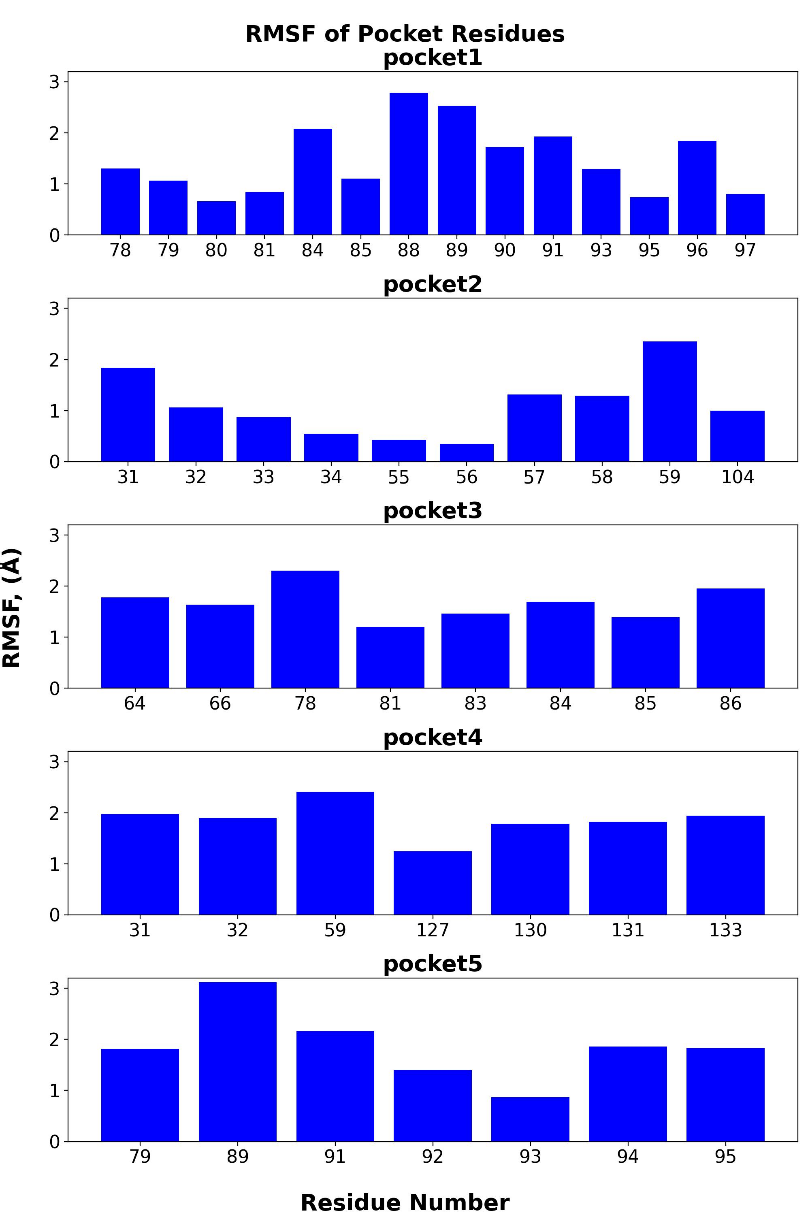 RMSF of Pocket Residues
pocket1
3
2
1
0
78 79 80 81 84 85 88 89 90 91 93 95 96 97
pocket2
3
2
1
0
31 32 33 34 55 56 57 58 59 104
pocket3
3
2
1
0
64 66 78 81 83 84 85 86
RMSF, (Å)
pocket4
3
2
1
0
31 32 59 127 130 131 133
pocket5
3
2
1
0
79 89 91 92 93 94 95
Residue Number